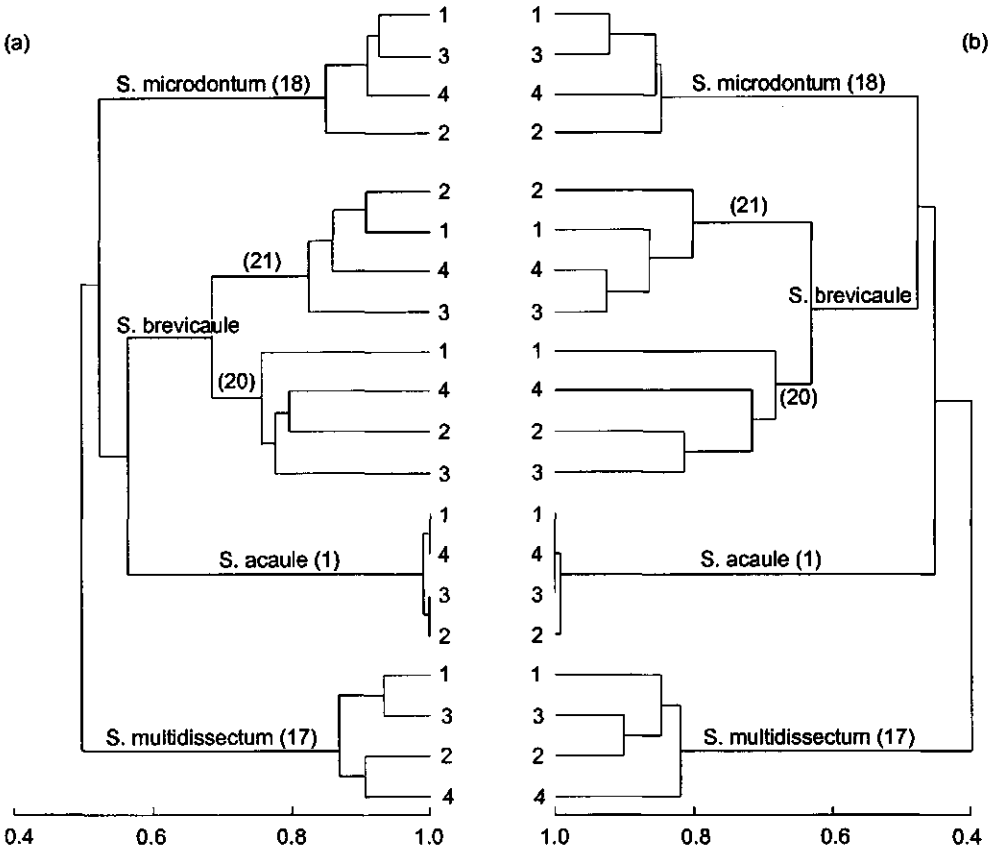 (a)
(b)
1 1
3 3
S. microdontum (18) 4 4 S. microdontum (18)
2 2
2 2
(21)
1 1
(21) 4 4
3 3
S. brevicaule S. brevicaule
1 1
(20) 4 4 (20)
2 2
3 3
1 1
S. acaule (1) 4 4 S. acaule (1)
3 3
2 2
1 1
3 3
S. multidissectum (17) S. multidissectum (17)
2 2
4 4
0.4 0.6 0.8 1.0 1.0 0.8 0.6 0.4